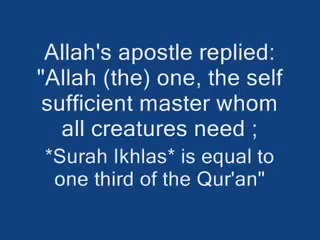 Allah's apostle replied:
"Allah (the) one, the self
sufficient master whom
all creatures need ;
*Surah Ikhlas* is equal to
one third of the Qur'an"